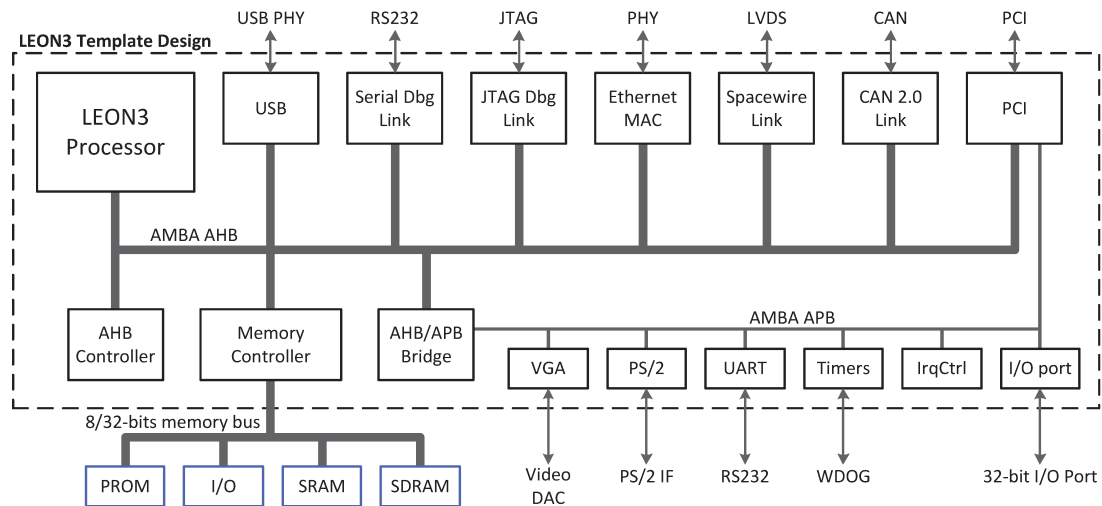 USB PHY RS232 JTAG PHY LVDS CAN PCI
LEON3 Template Design
LEON3
Processor
USB
Serial Dbg
Link
JTAG Dbg
Link
Ethernet
MAC
Spacewire
Link
CAN 2.0
Link
PCI
AMBA AHB
AHB
Controller
Memory
Controller
AHB/APB
Bridge
AMBA APB
VGA PS/2 UART Timers IrqCtrl I/O port
8/32-bits memory bus
PROM I/O SRAM SDRAM
Video
DAC
PS/2 IF RS232 WDOG 32-bit I/O Port